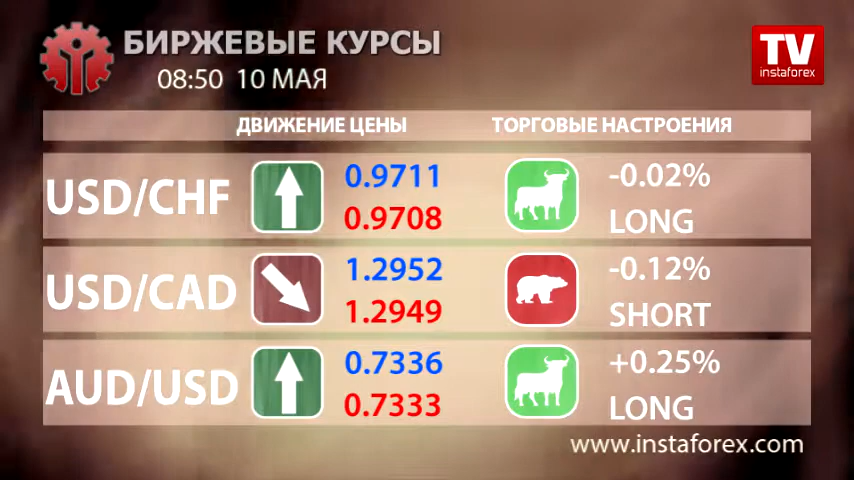 БИРЖЕВЫЕ КУРСЫ
08:50 10 МАЯ
TV
instaforex
ДВИЖЕНИЕ ЦЕНЫ ТОРГОВЫЕ НАСТРОЕНИЯ
USD/CHF
0.9711
0.9708
-0.02%
LONG
USD/CAD
1.2952
1.2949
-0.12%
SHORT
AUD/USD
0.7336
0.7333
+0.25%
LONG
www.instaforex.com